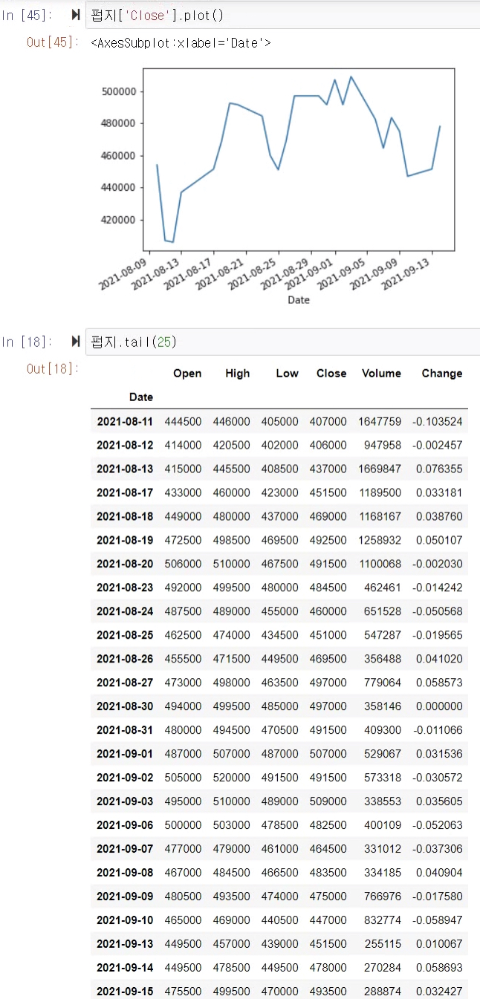 In [45]: 펍지['Close'].plot()
Out[45]: <AxesSubplot:xlabel='Date'>
500000
480000
460000
440000
420000
2021-08-09 2021-08-13 2021-08-17 2021-08-21 2021-08-25 2021-08-29 2021-09-01 2021-09-05 2021-09-09 2021-09-13
Date
In [18]: 펍지.tail(25)
Out[18]:
Open High Low Close Volume Change
Date
2021-08-11 444500 446000 405000 407000 1647759 -0.103524
2021-08-12 414000 420500 402000 406000 947958 -0.002457
2021-08-13 415000 445500 408500 437000 1669847 0.076355
2021-08-17 433000 460000 423000 451500 1189500 0.033181
2021-08-18 449000 480000 437000 469000 1168167 0.038760
2021-08-19 472500 498500 469500 492500 1258932 0.050107
2021-08-20 506000 510000 467500 491500 1100068 -0.002030
2021-08-23 492000 499500 480000 484500 462461 -0.014242
2021-08-24 487500 489000 455000 460000 651528 -0.050568
2021-08-25 462500 474000 434500 451000 547287 -0.019565
2021-08-26 455500 471500 449500 469500 356488 0.041020
2021-08-27 473000 498000 463500 497000 779064 0.058573
2021-08-30 494000 499500 485000 497000 358146 0.000000
2021-08-31 480000 494500 470500 491500 409300 -0.011066
2021-09-01 487000 507000 487000 507000 529067 0.031536
2021-09-02 505000 520000 491500 491500 573318 -0.030572
2021-09-03 495000 510000 489000 509000 338553 0.035605
2021-09-06 500000 503000 478500 482500 400109 -0.052063
2021-09-07 477000 479000 461000 464500 331012 -0.037306
2021-09-08 467000 484500 466500 483500 334185 0.040904
2021-09-09 480500 493500 474000 475000 766976 -0.017580
2021-09-10 465000 469000 440500 447000 832774 -0.058947
2021-09-13 449500 457000 439000 451500 255115 0.010067
2021-09-14 449500 478500 449500 478000 270284 0.058693
2021-09-15 475500 499500 470000 493500 288874 0.032427